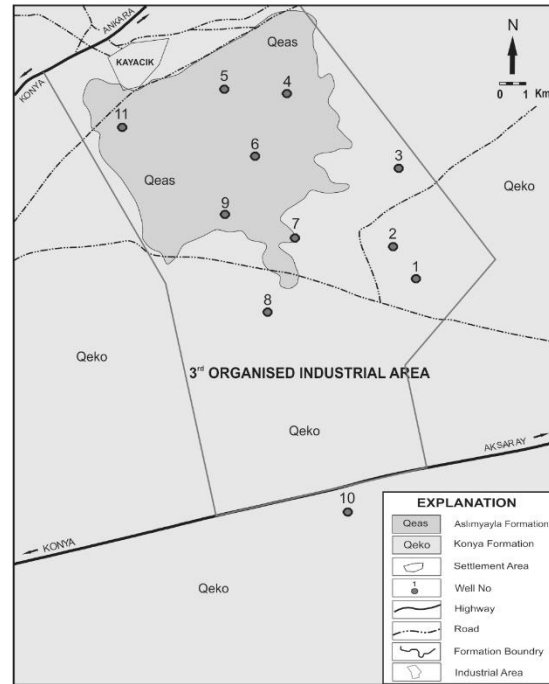 ANKARA
KONYA
KAYACIK
Qeas
N
0 1 Km
5
4
11
6
3
Qeas
Qeko
9
7
2
1
8
Qeko
3rd ORGANISED INDUSTRIAL AREA
Qeko
AKSARAY
10
KONYA
Qeko
EXPLANATION
Qeas Aslımyayla Formation
Qeko Konya Formation
Settlement Area
1 Well No
Highway
Road
Formation Boundry
Industrial Area